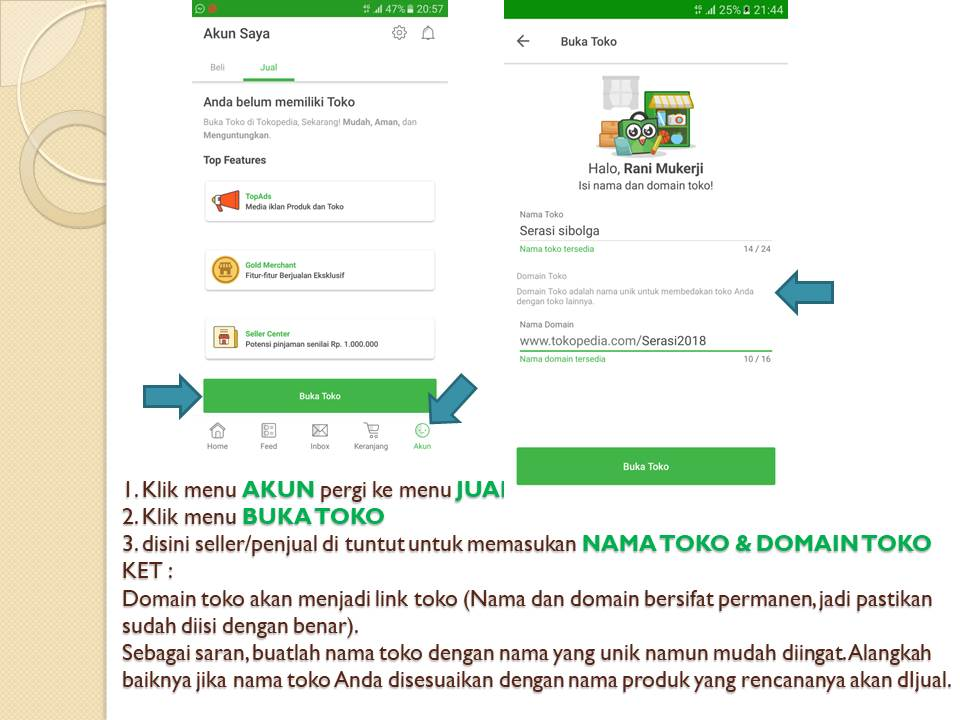 47% 20:57
Akun Saya
Beli Jual
Anda belum memiliki Toko
Buka Toko di Tokopedia, Sekarang! Mudah, Aman, dan
Menguntungkan.
Top Features
TopAds
Media iklan Produk dan Toko
Gold Merchant
Fitur-fitur Berjualan Eksklusif
Seller Center
Potensi pinjaman senilai Rp. 1.000.000
Buka Toko
Home Feed Inbox Keranjang Akun
25% 21:44
Buka Toko
Halo, Rani Mukerji
Isi nama dan domain toko!
Nama Toko
Serasi sibolga
Nama toko tersedia 14 / 24
Domain Toko
Domain Toko adalah nama unik untuk membedakan toko Anda
dengan toko lainnya.
Nama Domain
www.tokopedia.com/Serasi2018
Nama domain tersedia 10 / 16
Buka Toko
1. Klik menu AKUN pergi ke menu JUAL
2. Klik menu BUKA TOKO
3. disini seller/penjual di tuntut untuk memasukan NAMA TOKO & DOMAIN TOKO
KET :
Domain toko akan menjadi link toko (Nama dan domain bersifat permanen, jadi pastikan
sudah diisi dengan benar).
Sebagai saran, buatlah nama toko dengan nama yang unik namun mudah diingat. Alangkah
baiknya jika nama toko Anda disesuaikan dengan nama produk yang rencananya akan dIjual.